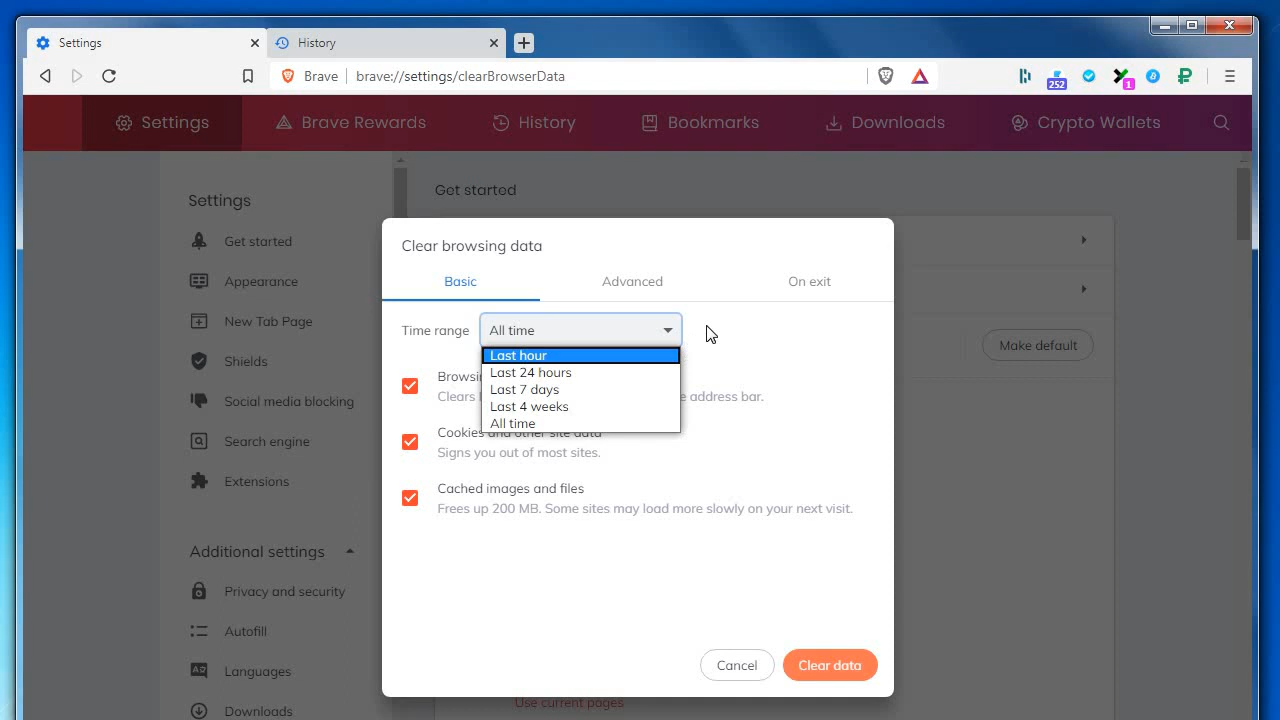 Settings
History
Brave
brave://settings/clearBrowserData
252
1
Settings
Brave Rewards
History
Bookmarks
Downloads
Crypto Wallets
Settings
Get started
Appearance
New Tab Page
Shields
Social media blocking
Search engine
Extensions
Additional settings
Privacy and security
Autofill
Languages
Downloads
Get started
Make default
Use current pages
Clear browsing data
Basic
Advanced
On exit
Time range
All time
Last hour
Last 24 hours
Last 7 days
Last 4 weeks
All time
Clears
address bar.
Cookies and other site data
Signs you out of most sites.
Cached images and files
Frees up 200 MB. Some sites may load more slowly on your next visit.
Cancel
Clear data